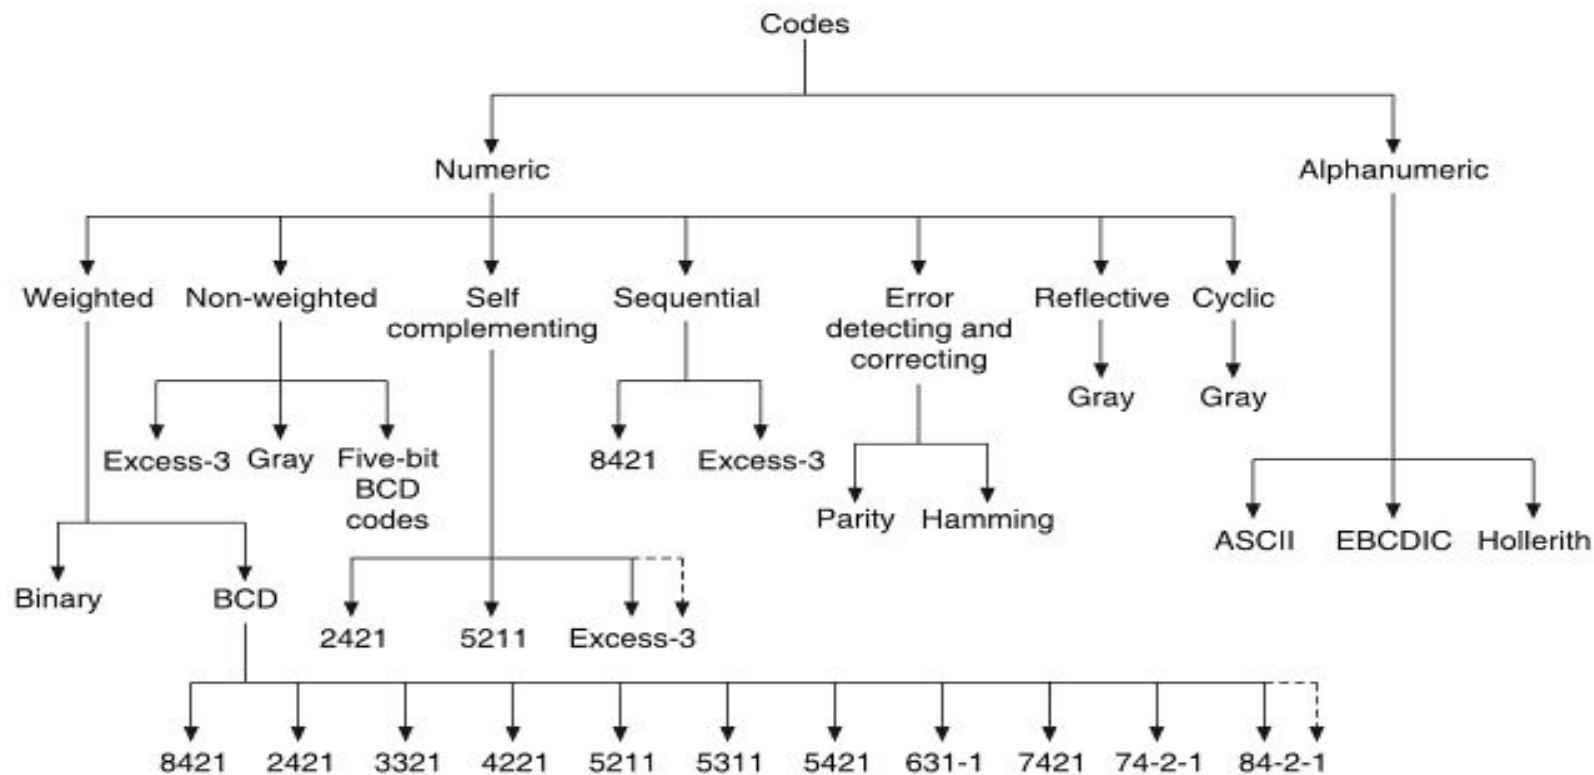 Codes
Numeric
Alphanumeric
Weighted
Non-weighted
Self
complementing
Sequential
Error
detecting and
correcting
Reflective
Cyclic
Gray
Gray
Excess-3
Gray
Five-bit
BCD
codes
8421
Excess-3
Parity
Hamming
ASCII
EBCDIC
Hollerith
Binary
BCD
2421
5211
Excess-3
8421
2421
3321
4221
5211
5311
5421
631-1
7421
74-2-1
84-2-1